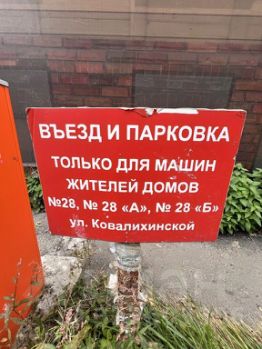 ВЪЕЗД И ПАРКОВКА
ТОЛЬКО ДЛЯ МАШИН
ЖИТЕЛЕЙ ДОМОВ
№28, № 28 «А», № 28 «Б»
ул. Ковалихинской